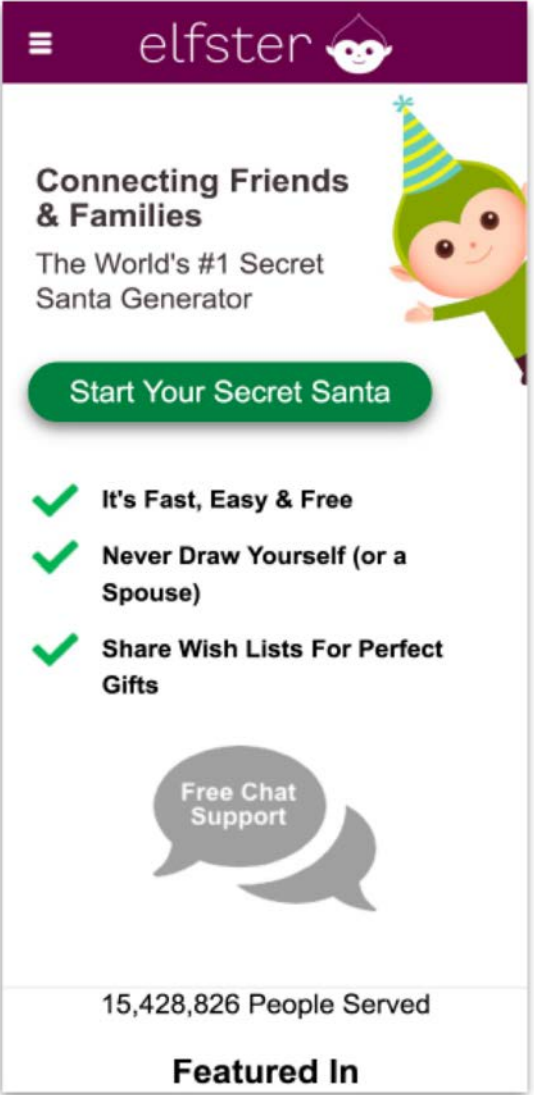 elfster
Connecting Friends
& Families
The World's #1 Secret
Santa Generator
Start Your Secret Santa
It's Fast, Easy & Free
Never Draw Yourself (or a
Spouse)
Share Wish Lists For Perfect
Gifts
Free Chat
Support
15,428,826 People Served
Featured In